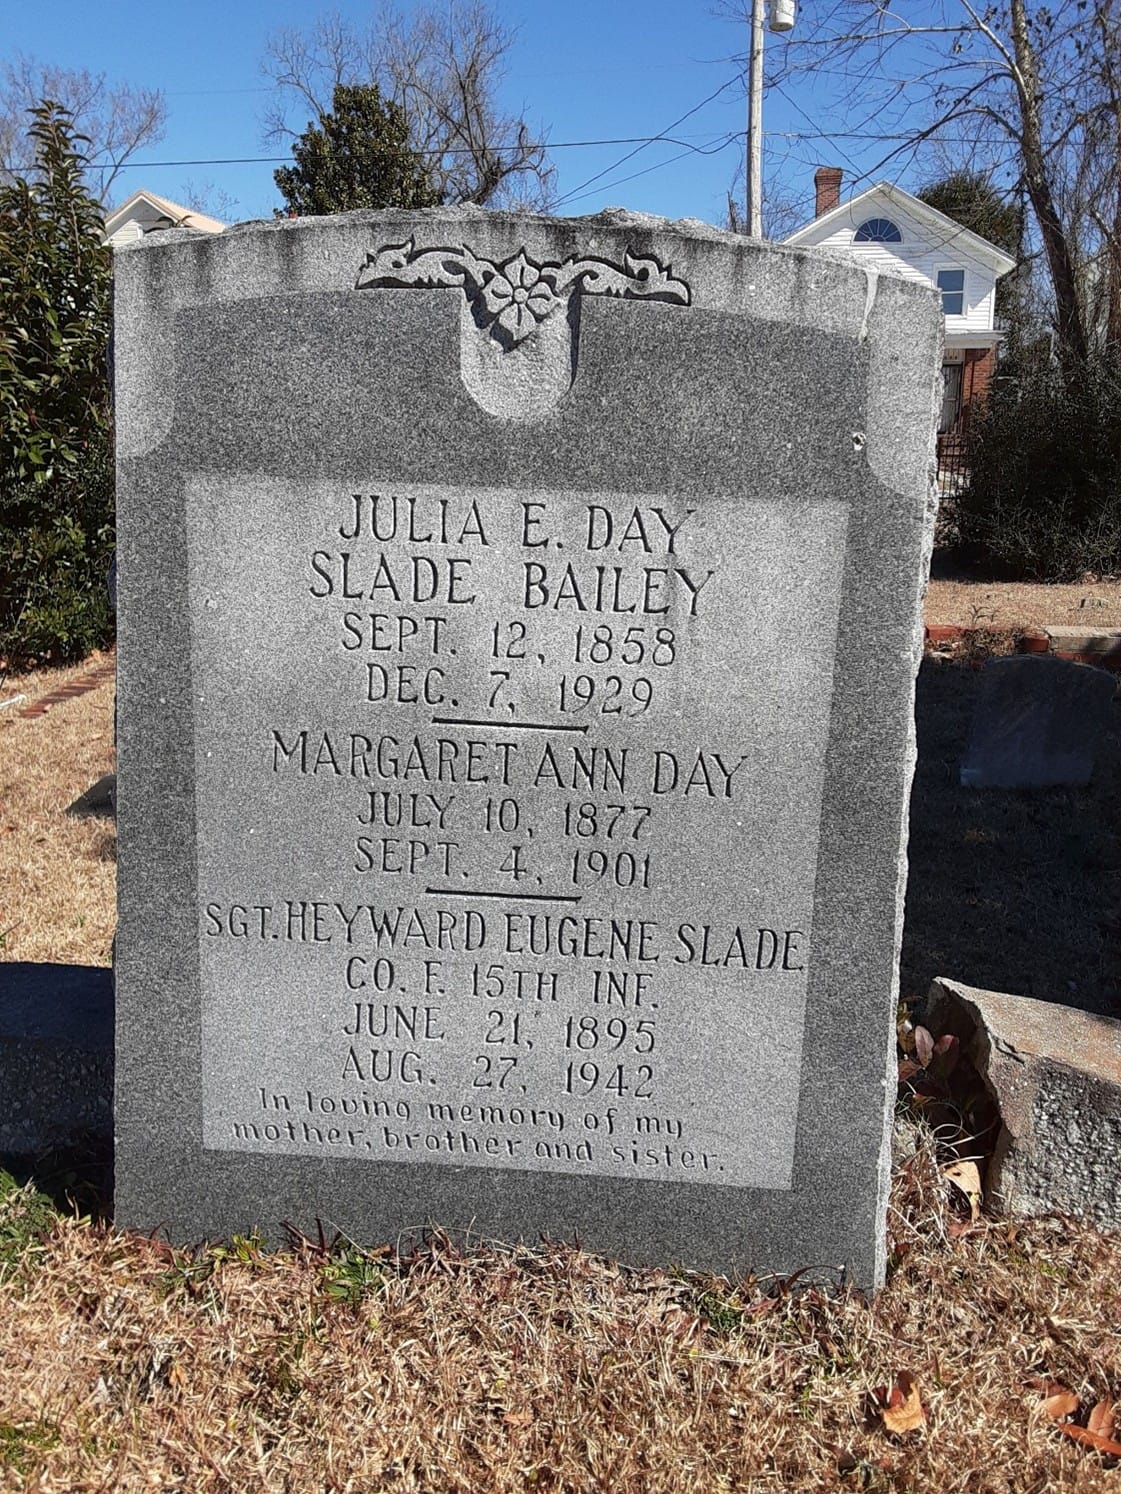 JULIA E. DAY
SLADE BAILEY
SEPT. 12, 1858
DEC. 7, 1929
MARGARET ANN DAY
JULY 10, 1877
SEPT. 4, 1901
SGT. HEYWARD EUGENE SLADE
CO. F. 15TH INF.
JUNE 21, 1895
AUG. 27, 1942
In loving memory of my
mother, brother and sister.